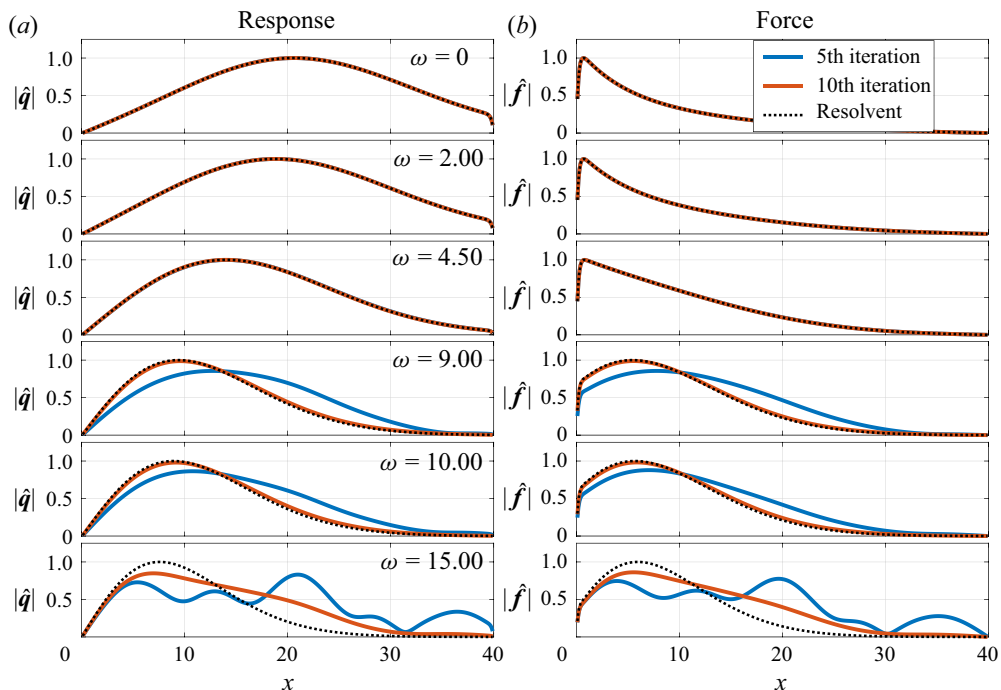 (a) Response (b) Force
1.0 ω = 0 1.0 5th iteration
|q̂| 0.5 |f̂| 0.5 10th iteration
0 0 Resolvent
1.0 ω = 2.00 1.0
|q̂| 0.5 |f̂| 0.5
0 0
1.0 ω = 4.50 1.0
|q̂| 0.5 |f̂| 0.5
0 0
1.0 ω = 9.00 1.0
|q̂| 0.5 |f̂| 0.5
0 0
1.0 ω = 10.00 1.0
|q̂| 0.5 |f̂| 0.5
0 0
1.0 ω = 15.00 1.0
|q̂| 0.5 |f̂| 0.5
0 10 20 30 40 0 10 20 30 40
x x